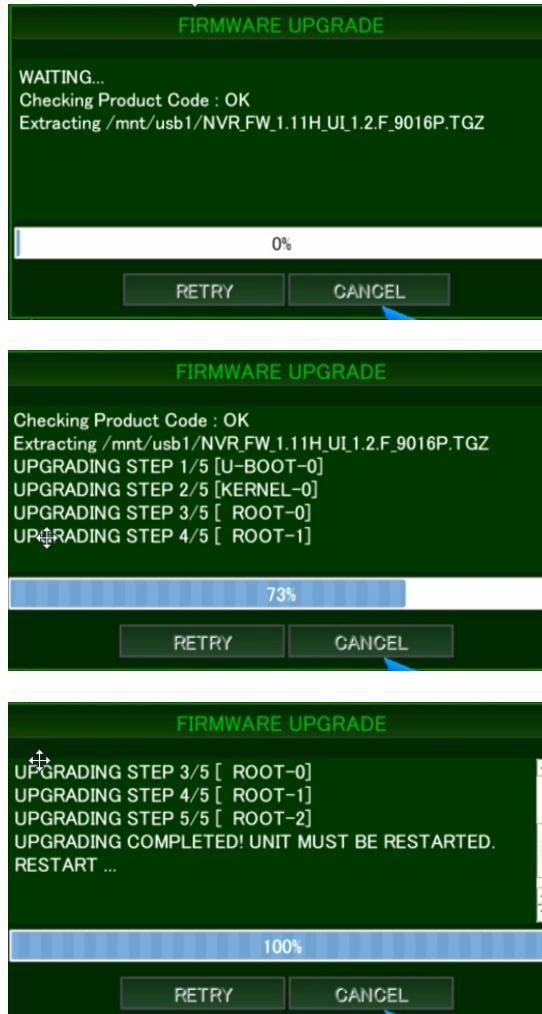 FIRMWARE UPGRADE
WAITING...
Checking Product Code : OK
Extracting /mnt/usb1/NVR_FW_1.11H_UI_1.2.F_9016P.TGZ
0%
RETRY CANCEL
FIRMWARE UPGRADE
Checking Product Code : OK
Extracting /mnt/usb1/NVR_FW_1.11H_UI_1.2.F_9016P.TGZ
UPGRADING STEP 1/5 [U-BOOT-0]
UPGRADING STEP 2/5 [KERNEL-0]
UPGRADING STEP 3/5 [ ROOT-0]
UPGRADING STEP 4/5 [ ROOT-1]
73%
RETRY CANCEL
FIRMWARE UPGRADE
UPGRADING STEP 3/5 [ ROOT-0]
UPGRADING STEP 4/5 [ ROOT-1]
UPGRADING STEP 5/5 [ ROOT-2]
UPGRADING COMPLETED! UNIT MUST BE RESTARTED.
RESTART ...
100%
RETRY CANCEL